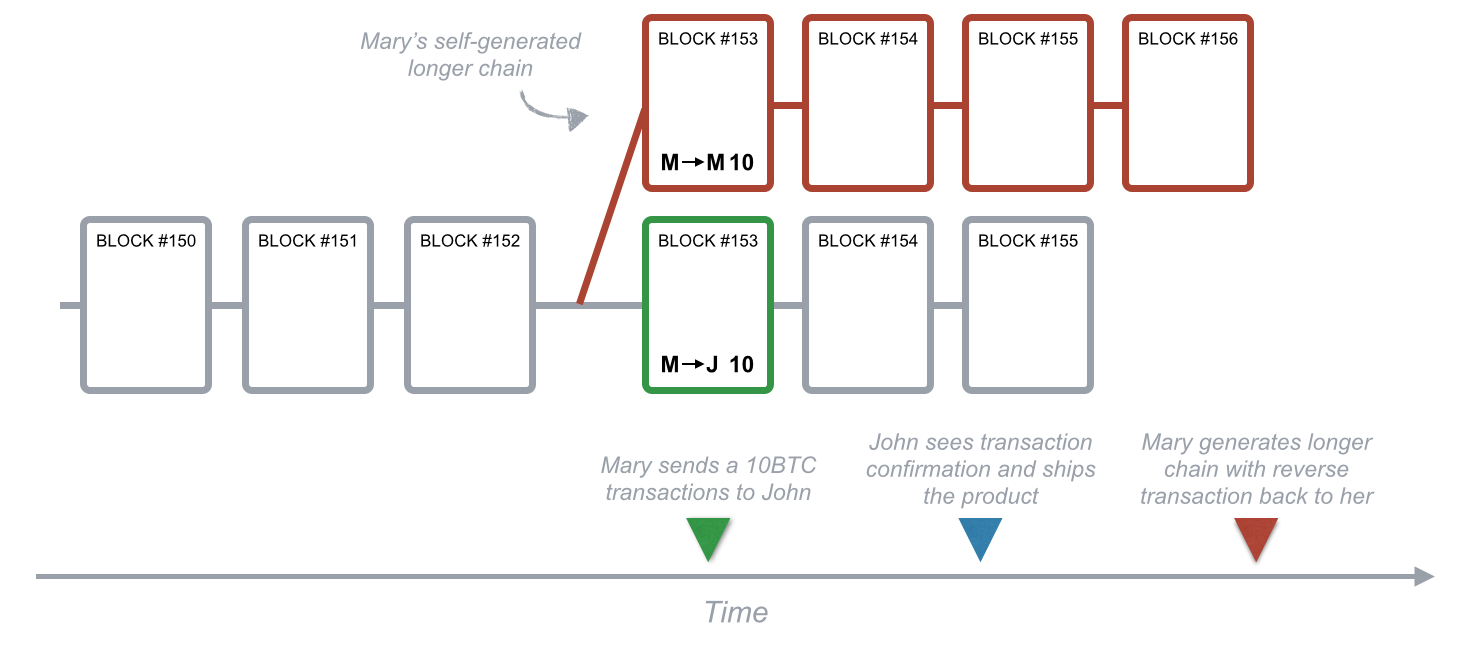 Mary’s self-generated
longer chain
BLOCK #153
BLOCK #154
BLOCK #155
BLOCK #156
M→M 10
BLOCK #150
BLOCK #151
BLOCK #152
BLOCK #153
BLOCK #154
BLOCK #155
M→J 10
Mary sends a 10BTC
transactions to John
John sees transaction
confirmation and ships
the product
Mary generates longer
chain with reverse
transaction back to her
Time